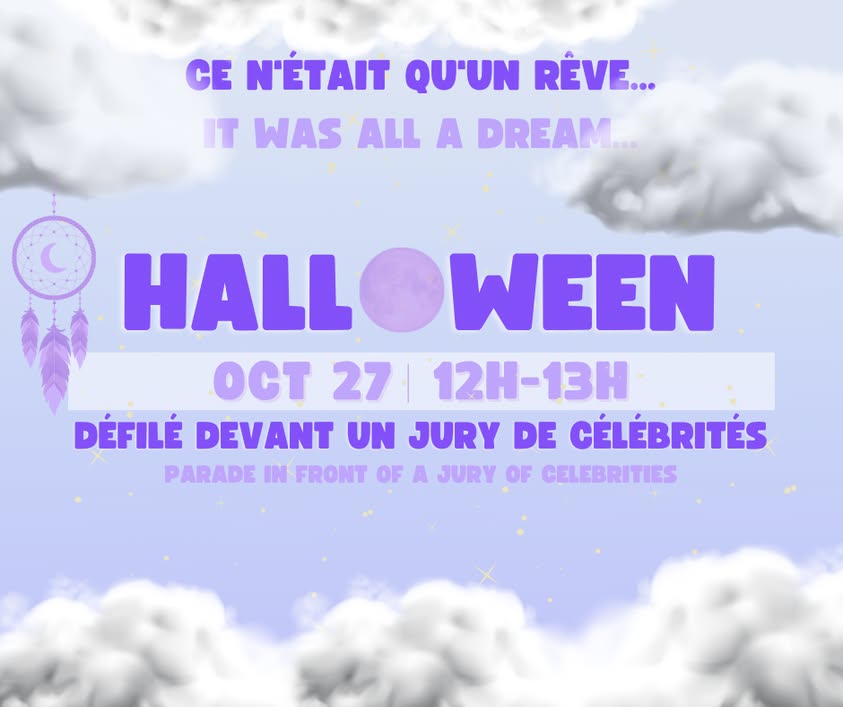 CE N'ÉTAIT QU'UN RÊVE...
IT WAS ALL A DREAM...
HALLOWEEN
OCT 27 | 12H-13H
DÉFILÉ DEVANT UN JURY DE CÉLÉBRITÉS
PARADE IN FRONT OF A JURY OF CELEBRITIES